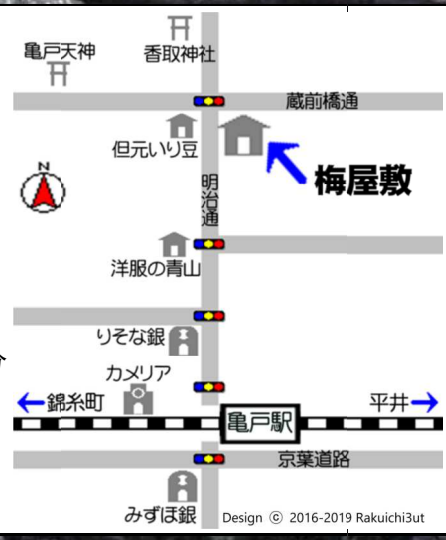 亀戸天神
香取神社
蔵前橋通
但元いり豆
梅屋敷
N
明治通
洋服の青山
りそな銀
カメリア
錦糸町
平井
亀戸駅
京葉道路
みずほ銀
Design ⓒ 2016-2019 Rakuichi3ut